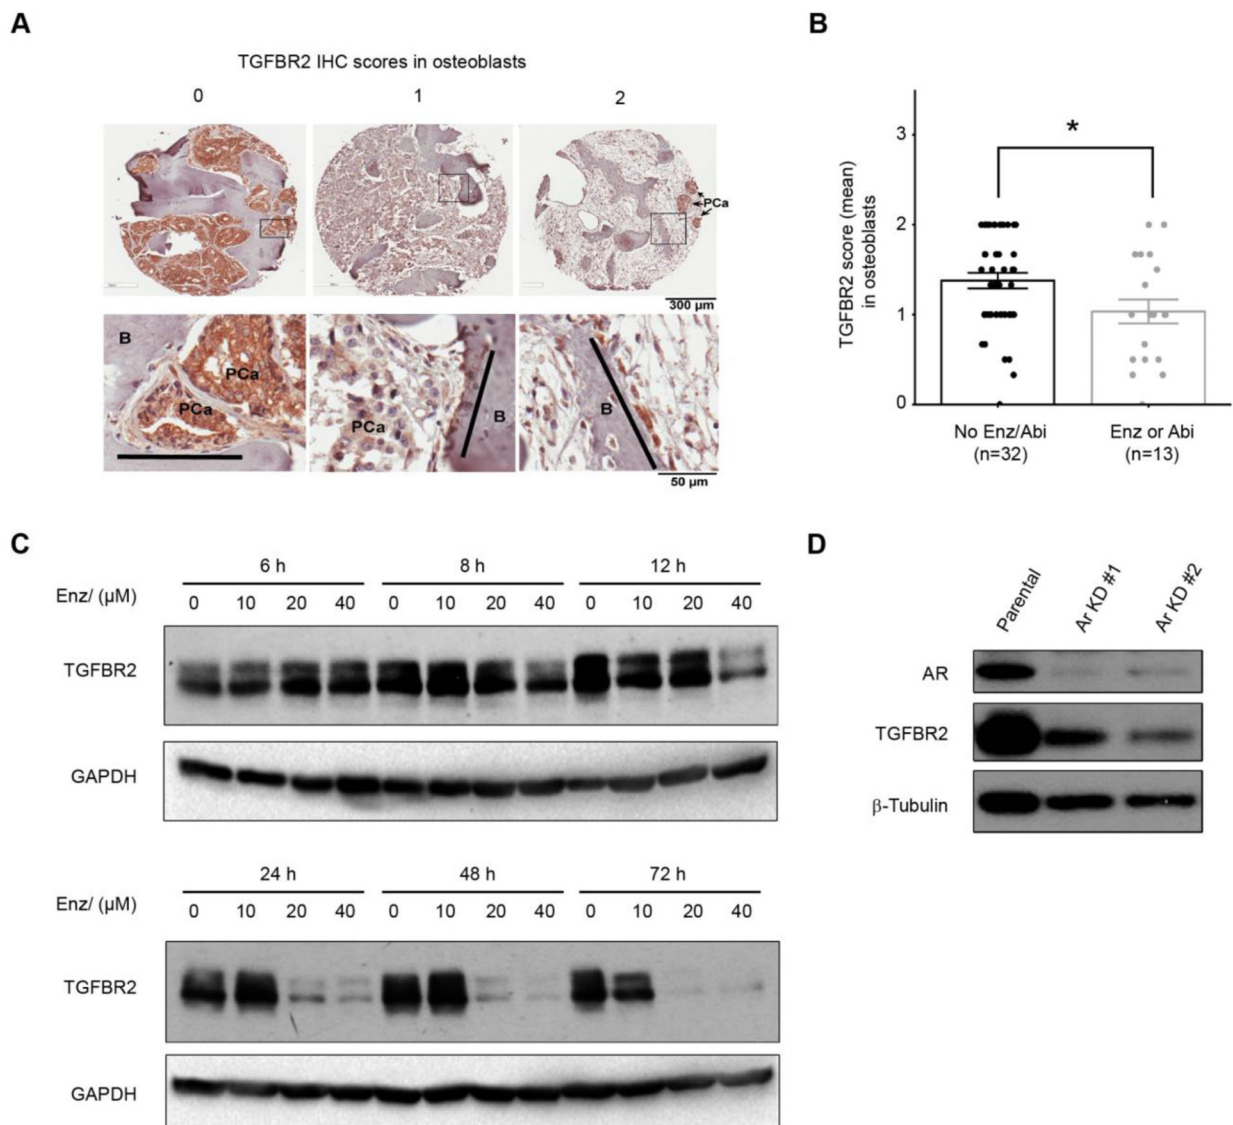 A
TGFBR2 IHC scores in osteoblasts
0 1 2
PCa
300 µm
B
PCa
PCa
PCa
B
B
50 µm
B
TGFBR2 score (mean)
in osteoblasts
3
2
1
0
*
No Enz/Abi
(n=32)
Enz or Abi
(n=13)
C
6 h 8 h 12 h
Enz/ (µM) 0 10 20 40 0 10 20 40 0 10 20 40
TGFBR2
GAPDH
24 h 48 h 72 h
Enz/ (µM) 0 10 20 40 0 10 20 40 0 10 20 40
TGFBR2
GAPDH
D
Parental Ar KD #1 Ar KD #2
AR
TGFBR2
β-Tubulin